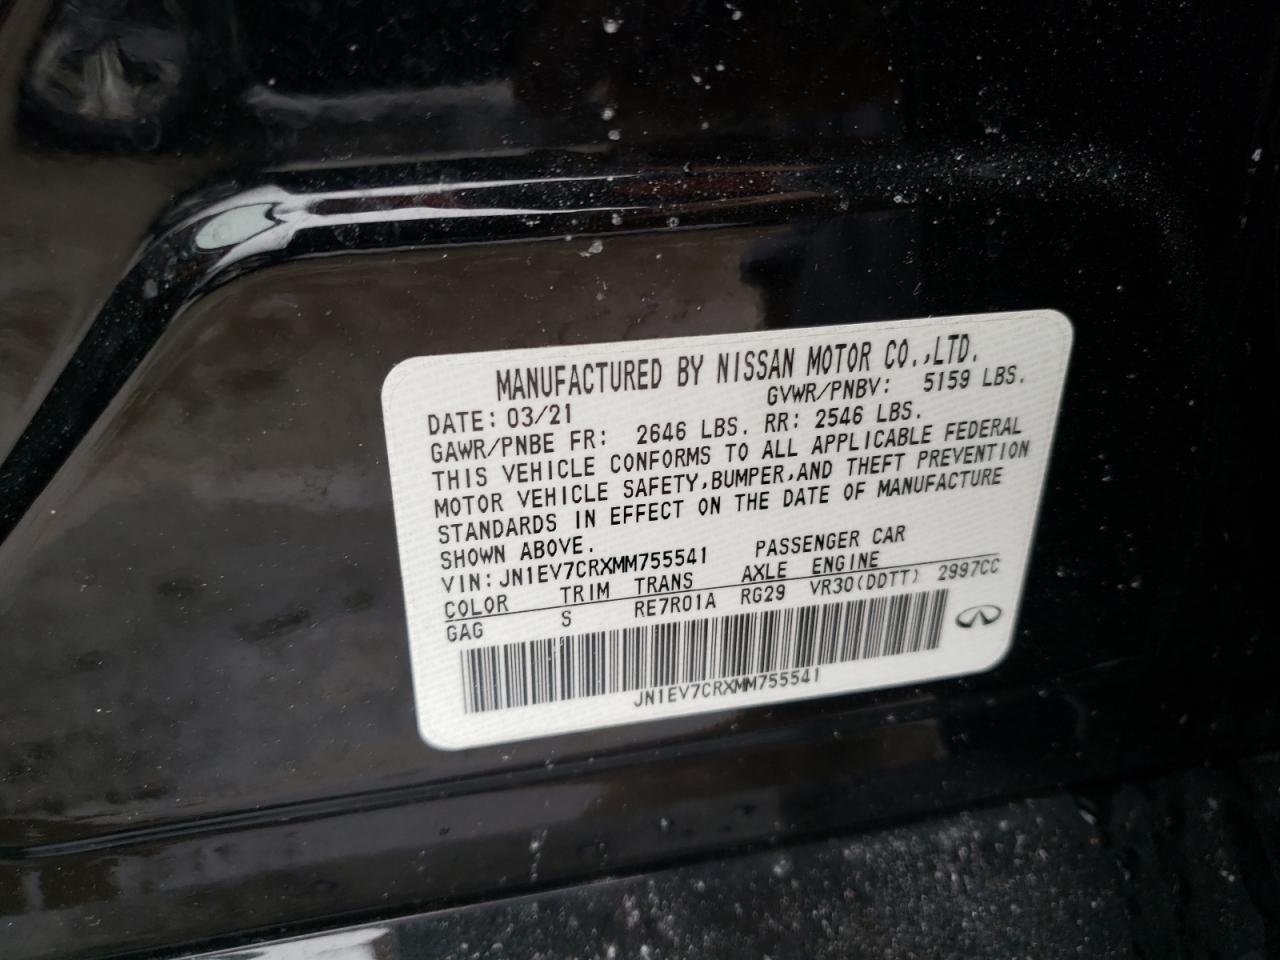 MANUFACTURED BY NISSAN MOTOR CO.,LTD.
DATE: 03/21 GVWR/PNBV: 5159 LBS.
GAWR/PNBE FR: 2646 LBS. RR: 2546 LBS.
THIS VEHICLE CONFORMS TO ALL APPLICABLE FEDERAL
MOTOR VEHICLE SAFETY,BUMPER,AND THEFT PREVENTION
STANDARDS IN EFFECT ON THE DATE OF MANUFACTURE
SHOWN ABOVE.
VIN: JN1EV7CRXMM755541 PASSENGER CAR
COLOR TRIM TRANS AXLE ENGINE
GAG S RE7R01A RG29 VR30(DDTT) 2997CC
JN1EV7CRXMM755541